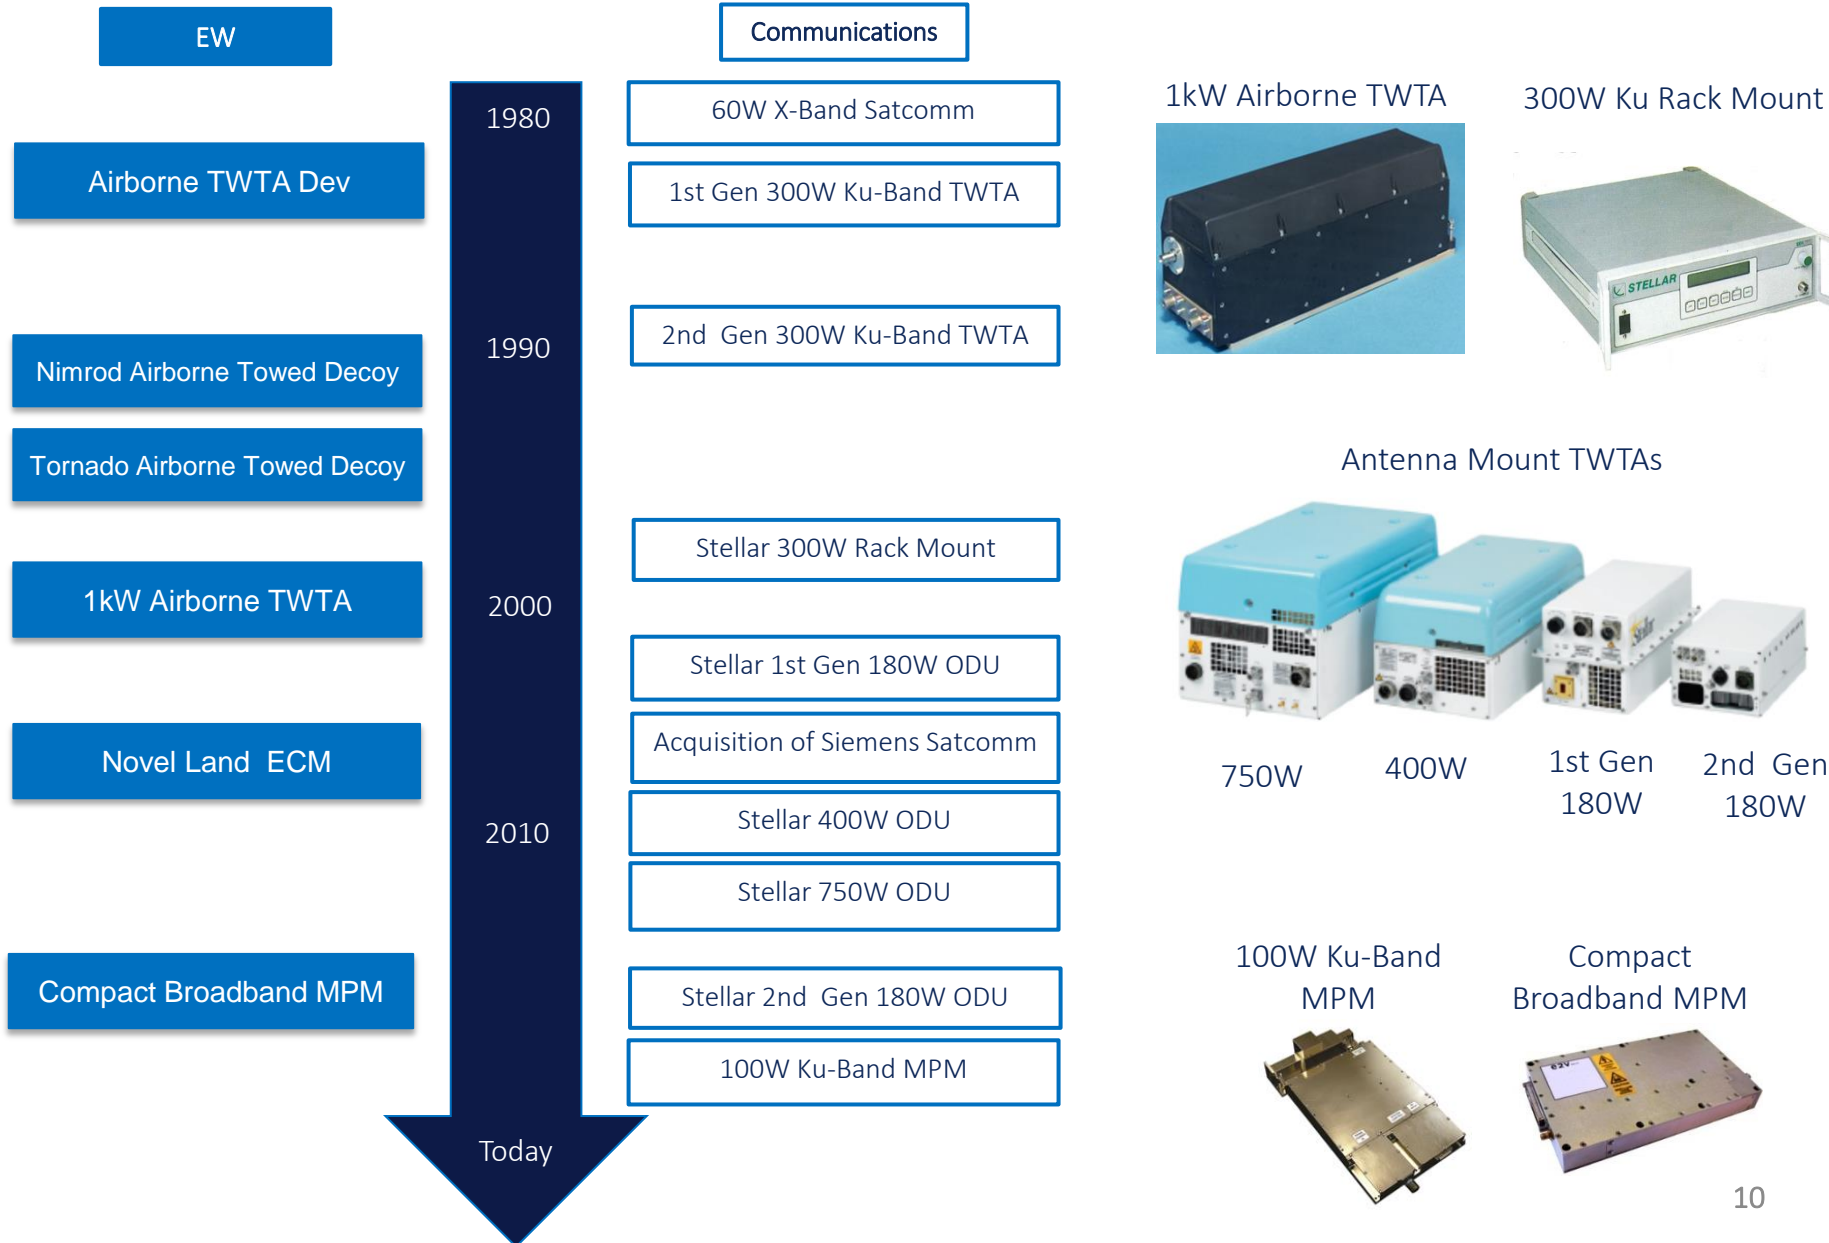 EW
Communications
1980
1990
2000
2010
Today
Airborne TWTA Dev
Nimrod Airborne Towed Decoy
Tornado Airborne Towed Decoy
1kW Airborne TWTA
Novel Land  ECM
Compact Broadband MPM
60W X-Band Satcomm
1st Gen 300W Ku-Band TWTA
2nd  Gen 300W Ku-Band TWTA
Stellar 300W Rack Mount
Stellar 1st Gen 180W ODU
Acquisition of Siemens Satcomm
Stellar 400W ODU
Stellar 750W ODU
Stellar 2nd  Gen 180W ODU
100W Ku-Band MPM
1kW Airborne TWTA
300W Ku Rack Mount
STELLAR
Antenna Mount TWTAs
Stellar
750W
400W
1st Gen
180W
2nd  Gen
180W
100W Ku-Band
MPM
Compact
Broadband MPM
e2v
10